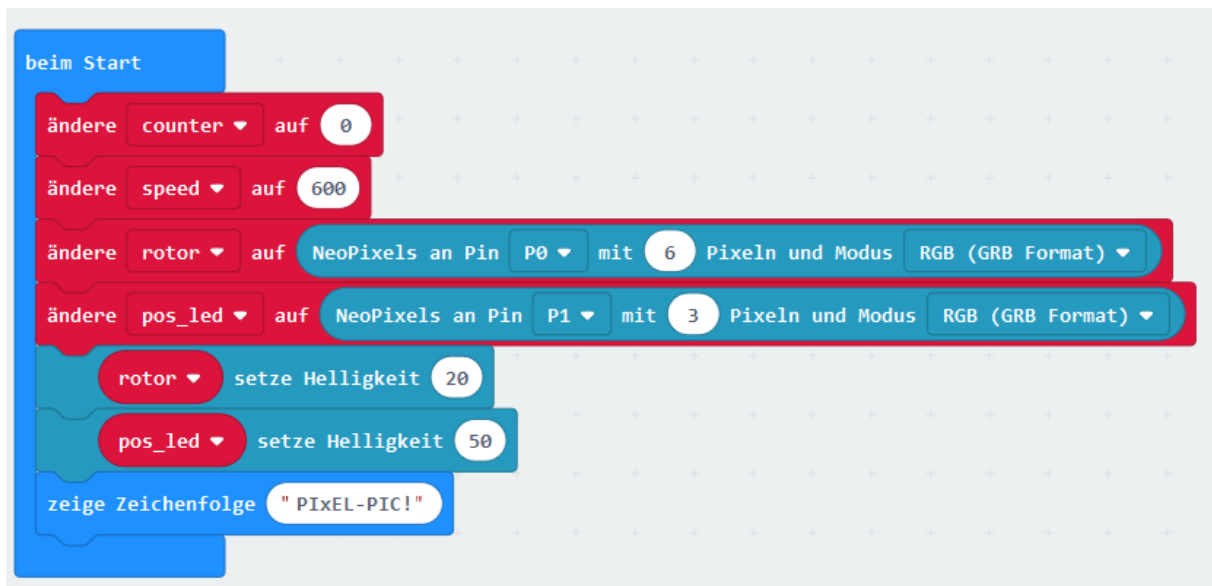 beim Start
ändere counter auf 0
ändere speed auf 600
ändere rotor auf NeoPixels an Pin P0 mit 6 Pixeln und Modus RGB (GRB Format)
ändere pos_led auf NeoPixels an Pin P1 mit 3 Pixeln und Modus RGB (GRB Format)
rotor setze Helligkeit 20
pos_led setze Helligkeit 50
zeige Zeichenfolge "PIxEL-PIC!"